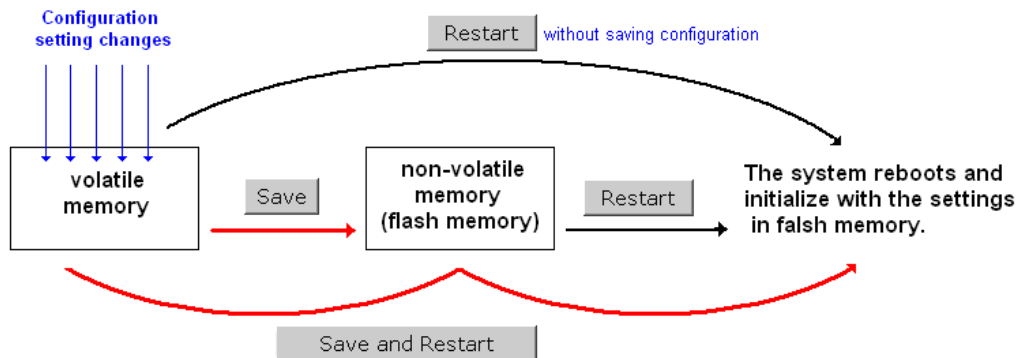 Configuration
setting changes
Restart
without saving configuration
volatile
memory
Save
non-volatile
memory
(flash memory)
Restart
The system reboots and
initialize with the settings
in falsh memory.
Save and Restart